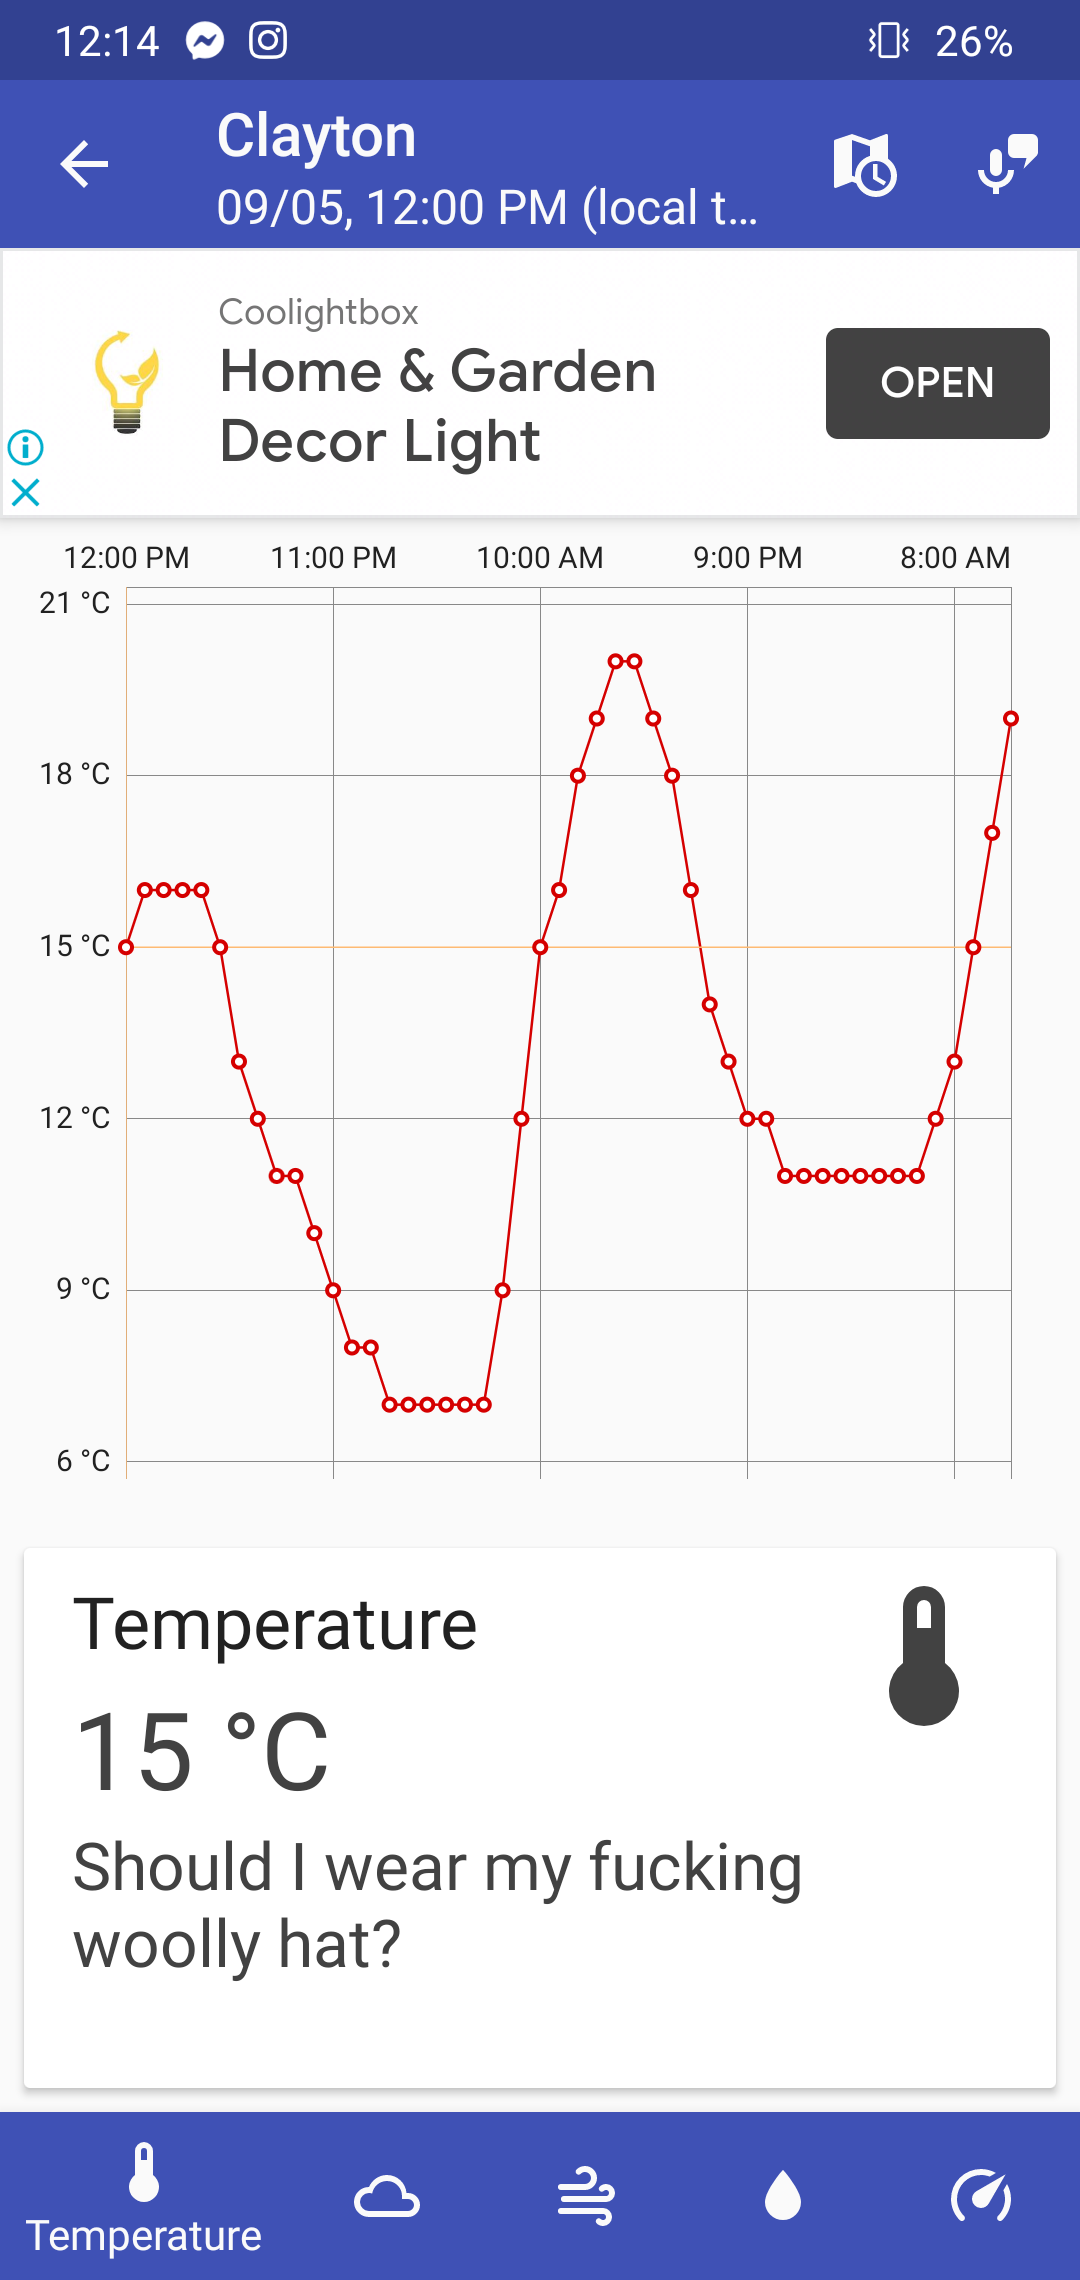 12:14
26%
Clayton
09/05, 12:00 PM (local t...
Coolightbox
Home & Garden
Decor Light
OPEN
12:00 PM 11:00 PM 10:00 AM 9:00 PM 8:00 AM
21 °C
18 °C
15 °C
12 °C
9 °C
6 °C
Temperature
15 °C
Should I wear my fucking
woolly hat?
Temperature